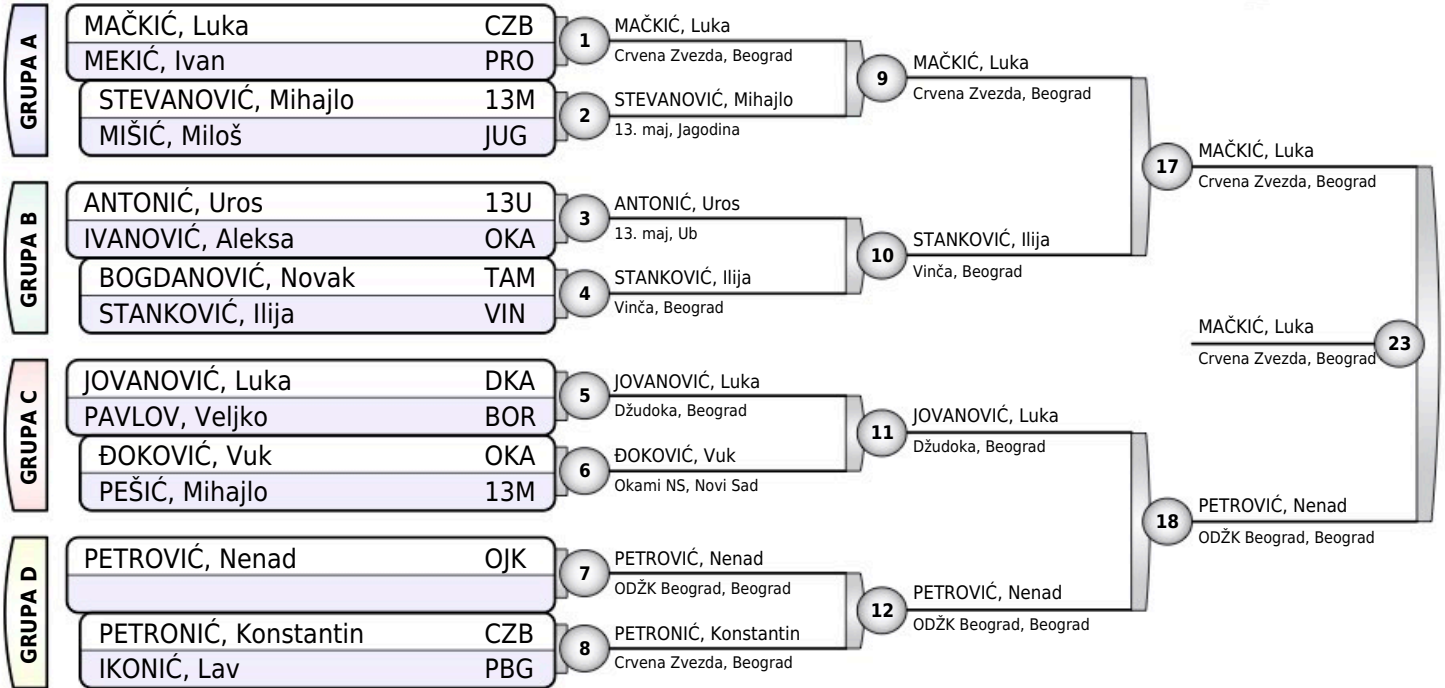 GRUPA A
MAČKIĆ, Luka CZB
MEKIĆ, Ivan PRO
STEVANOVIĆ, Mihajlo 13M
MIŠIĆ, Miloš JUG
GRUPA B
ANTONIĆ, Uros 13U
IVANOVIĆ, Aleksa OKA
BOGDANOVIĆ, Novak TAM
STANKOVIĆ, Ilija VIN
GRUPA C
JOVANOVIĆ, Luka DKA
PAVLOV, Veljko BOR
ĐOKOVIĆ, Vuk OKA
PEŠIĆ, Mihajlo 13M
GRUPA D
PETROVIĆ, Nenad OJK
PETRONIĆ, Konstantin CZB
IKONIĆ, Lav PBG
1
MAČKIĆ, Luka
Crvena Zvezda, Beograd
2
STEVANOVIĆ, Mihajlo
13. maj, Jagodina
3
ANTONIĆ, Uros
13. maj, Ub
4
STANKOVIĆ, Ilija
Vinča, Beograd
5
JOVANOVIĆ, Luka
Džudoka, Beograd
6
ĐOKOVIĆ, Vuk
Okami NS, Novi Sad
7
PETROVIĆ, Nenad
ODŽK Beograd, Beograd
8
PETRONIĆ, Konstantin
Crvena Zvezda, Beograd
9
MAČKIĆ, Luka
Crvena Zvezda, Beograd
10
STANKOVIĆ, Ilija
Vinča, Beograd
11
JOVANOVIĆ, Luka
Džudoka, Beograd
12
PETROVIĆ, Nenad
ODŽK Beograd, Beograd
17
MAČKIĆ, Luka
Crvena Zvezda, Beograd
18
PETROVIĆ, Nenad
ODŽK Beograd, Beograd
MAČKIĆ, Luka
Crvena Zvezda, Beograd
23